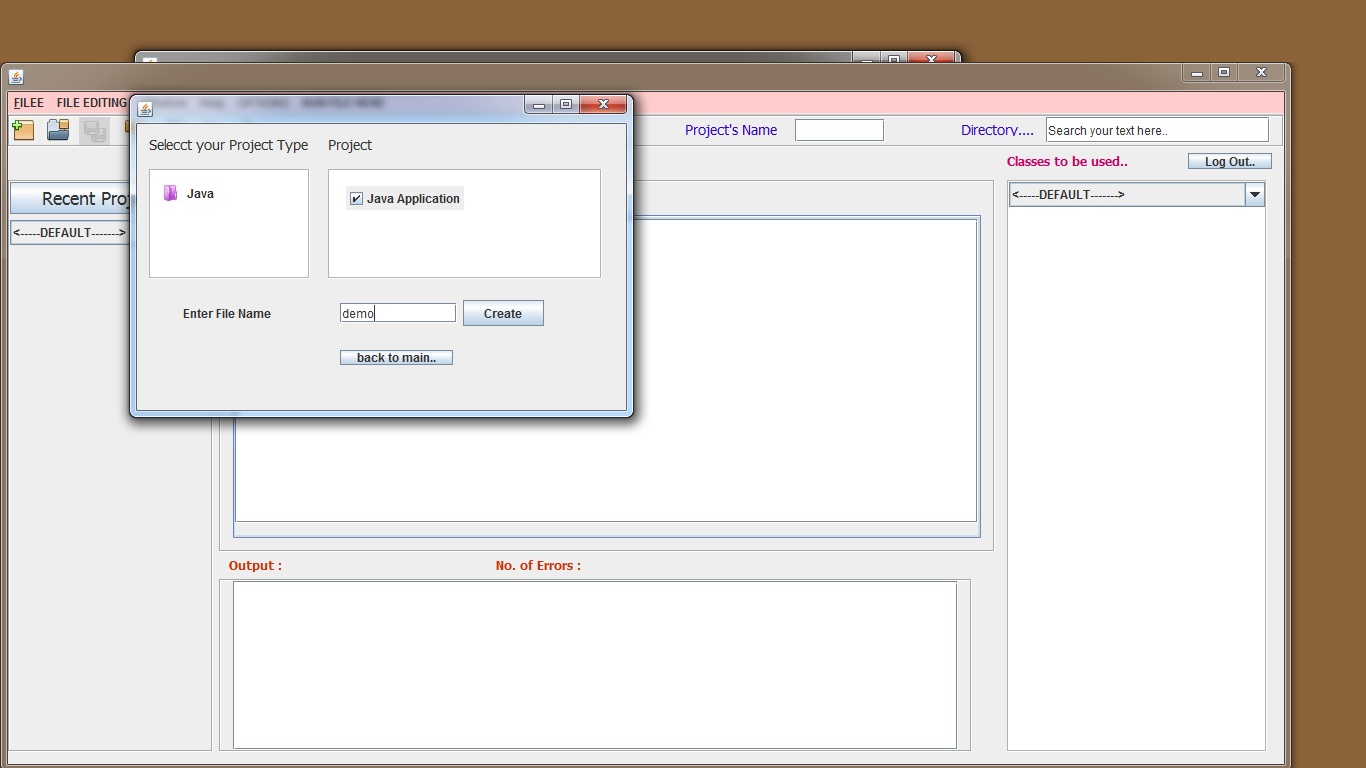 FILEE FILE EDITING
Project's Name
Directory.... Search your text here..
Classes to be used.. Log Out..
Recent Pro
<-----DEFAULT------->
<-----DEFAULT------->
Selecct your Project Type Project
Java
Java Application
Enter File Name demo Create
back to main..
Output : No. of Errors :